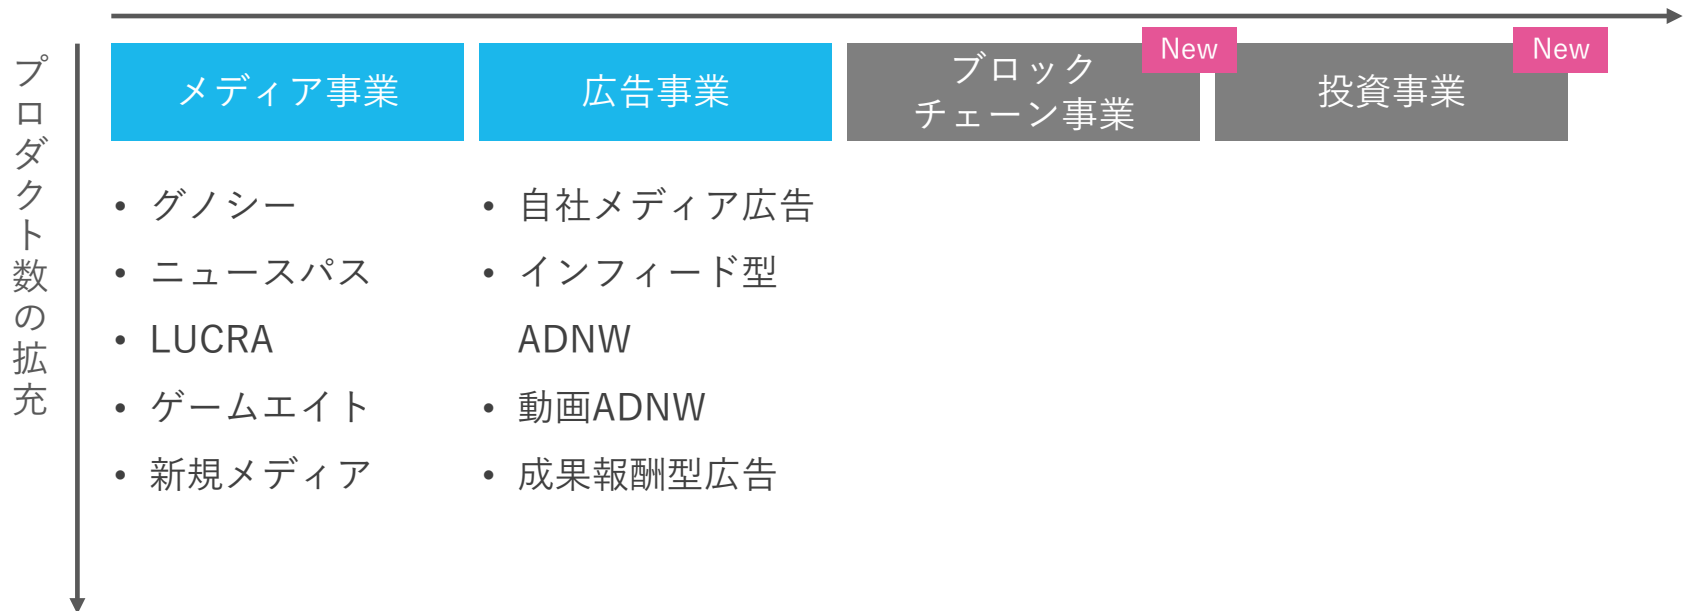 プロダクト数の拡充
メディア事業
広告事業
ブロック
チェーン事業
New
投資事業
New
• グノシー
• ニュースパス
• LUCRA
• ゲームエイト
• 新規メディア
• 自社メディア広告
• インフィード型
ADNW
• 動画ADNW
• 成果報酬型広告